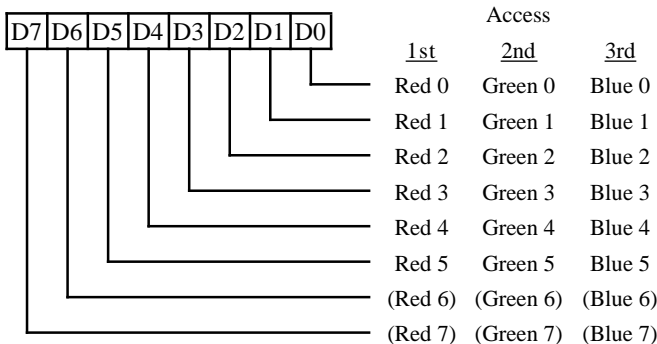 Access
D7 D6 D5 D4 D3 D2 D1 D0
1st 2nd 3rd
Red 0 Green 0 Blue 0
Red 1 Green 1 Blue 1
Red 2 Green 2 Blue 2
Red 3 Green 3 Blue 3
Red 4 Green 4 Blue 4
Red 5 Green 5 Blue 5
(Red 6) (Green 6) (Blue 6)
(Red 7) (Green 7) (Blue 7)